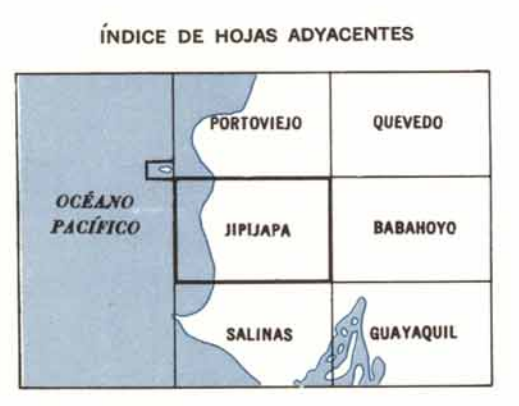 ÍNDICE DE HOJAS ADYACENTES
PORTOVIEJO
QUEVEDO
OCÉANO
PACÍFICO
JIPIJAPA
BABAHOYO
SALINAS
GUAYAQUIL